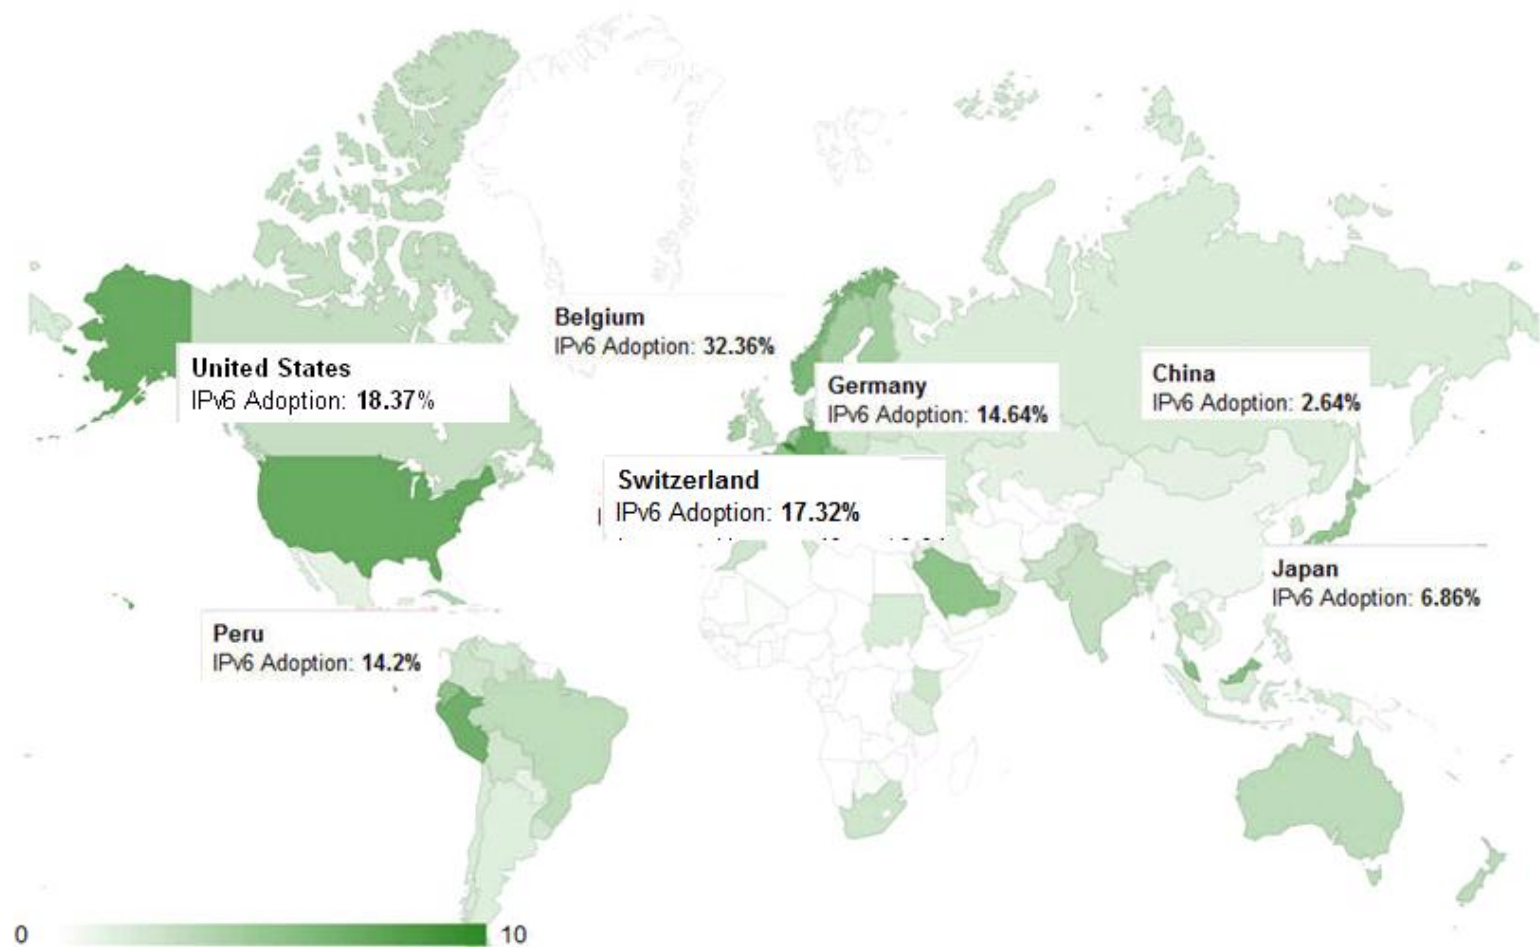 Belgium
IPv6 Adoption: 32.36%
United States
IPv6 Adoption: 18.37%
Germany
IPv6 Adoption: 14.64%
China
IPv6 Adoption: 2.64%
Switzerland
IPv6 Adoption: 17.32%
Japan
IPv6 Adoption: 6.86%
Peru
IPv6 Adoption: 14.2%
0
10